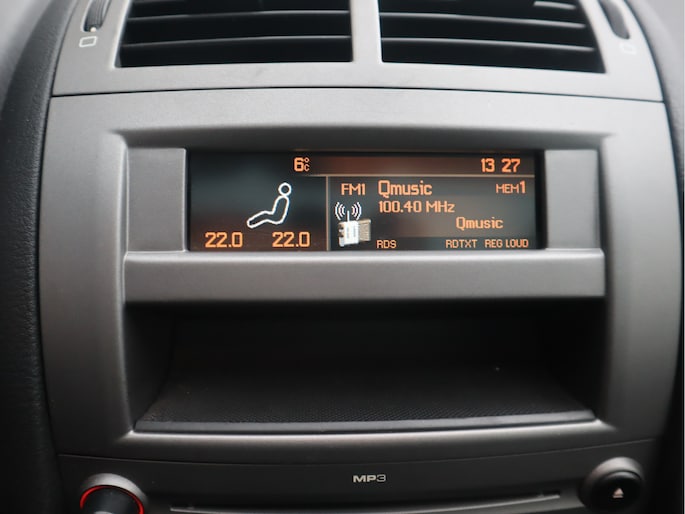 6°C 13 27
FM1 Qmusic MEM1
100.40 MHz
Qmusic
22.0 22.0
RDS RDTXT REG LOUD
MP3